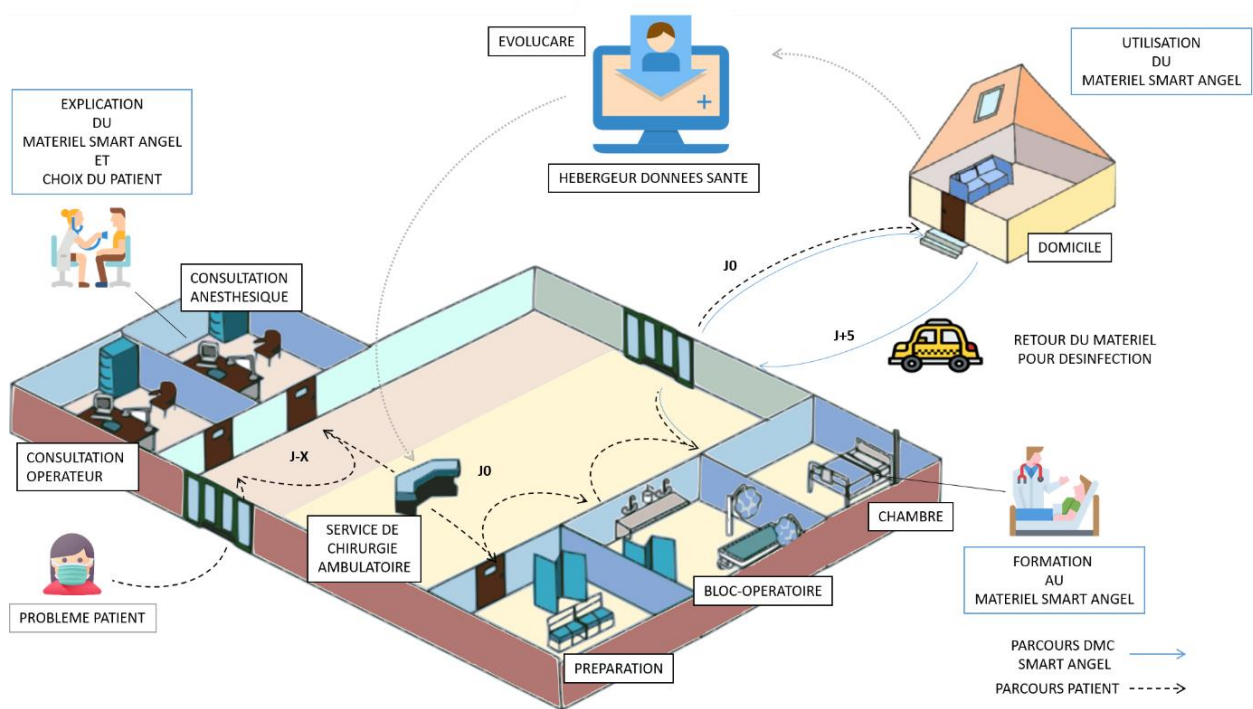 EVOLUCARE
UTILISATION
DU
MATERIEL SMART ANGEL
EXPLICATION
DU
MATERIEL SMART ANGEL
ET
CHOIX DU PATIENT
HEBERGEUR DONNEES SANTE
DOMICILE
J0
CONSULTATION
ANESTHESIQUE
J+5
RETOUR DU MATERIEL
POUR DESINFECTION
CONSULTATION
OPERATEUR
J-X
J0
SERVICE DE
CHIRURGIE
AMBULATOIRE
CHAMBRE
FORMATION
AU
MATERIEL SMART ANGEL
BLOC-OPERATOIRE
PROBLEME PATIENT
PREPARATION
PARCOURS DMC
SMART ANGEL
PARCOURS PATIENT